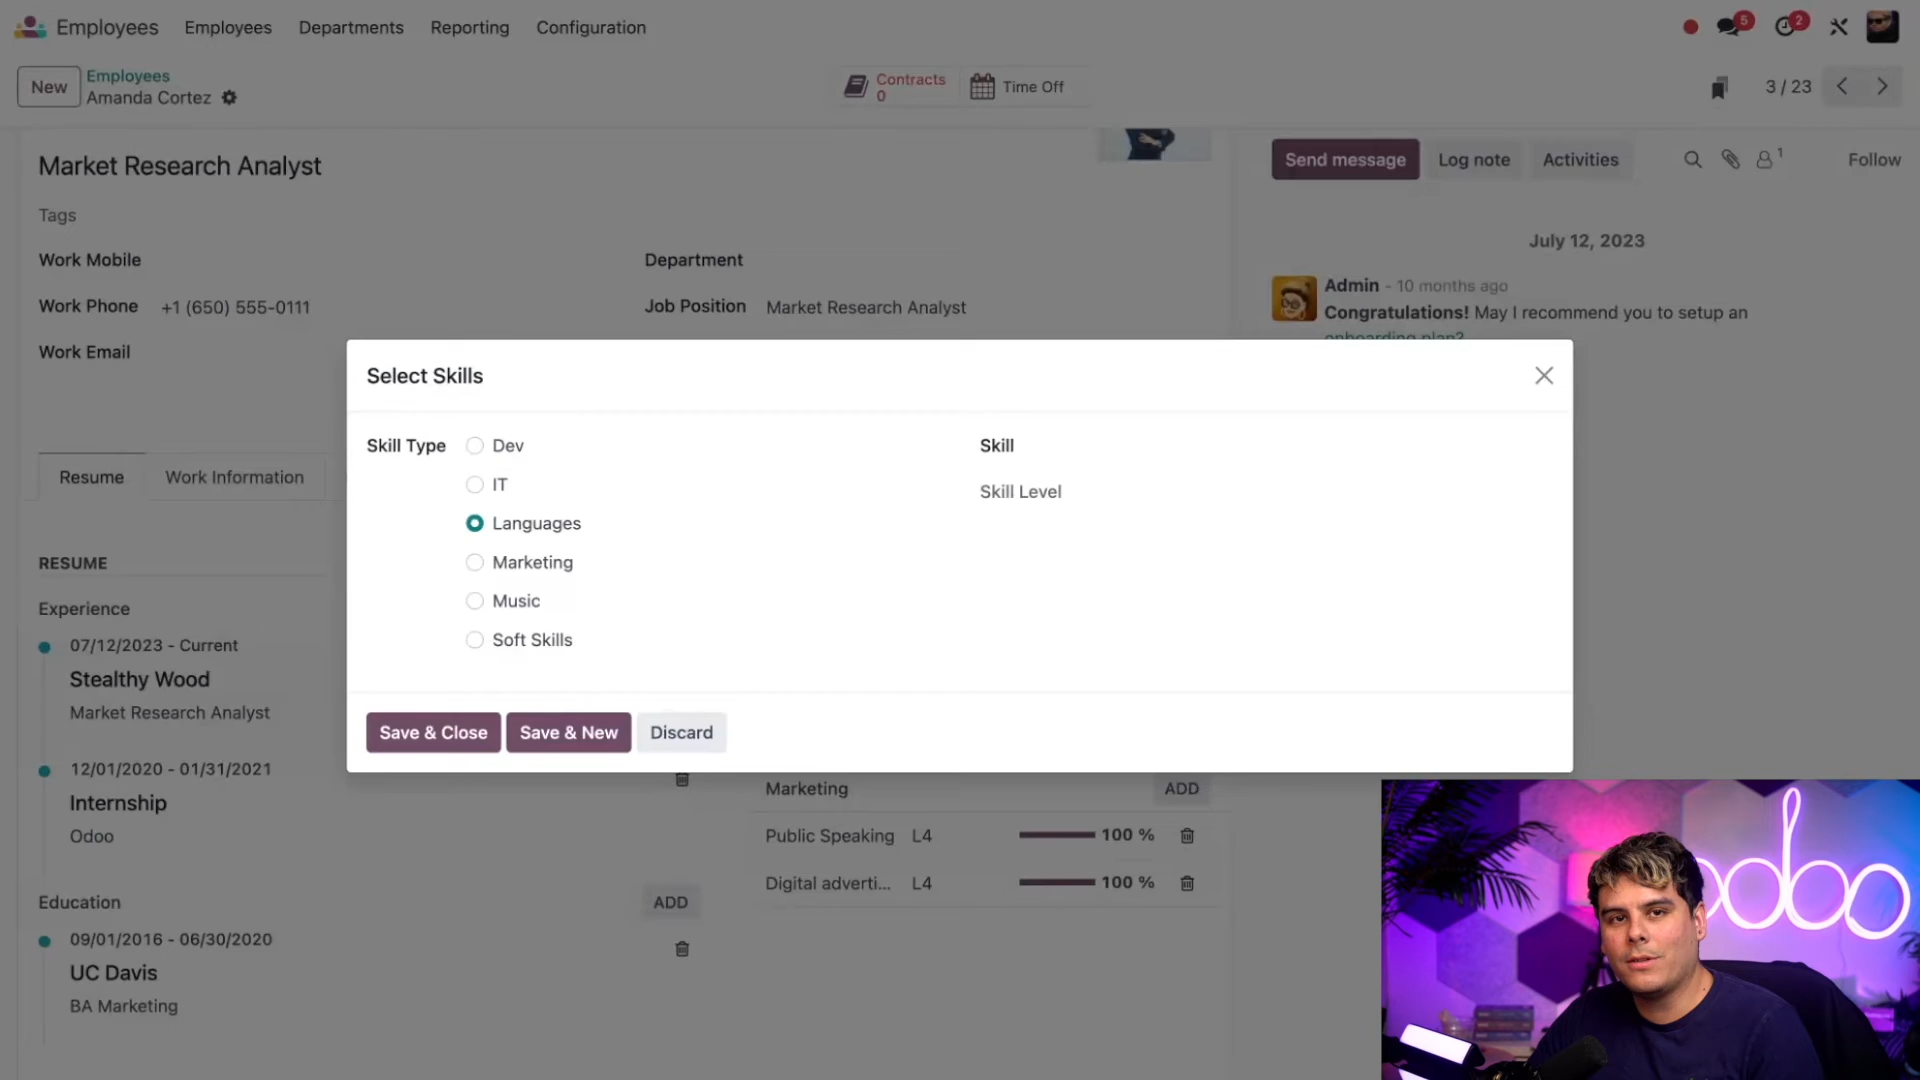 Employees Employees Departments Reporting Configuration 5 2
New Employees Contracts 0 Time Off 3 / 23
Amanda Cortez
Market Research Analyst
Send message Log note Activities 1 Follow
Tags
July 12, 2023
Work Mobile Department
Work Phone +1 (650) 555-0111 Job Position Market Research Analyst
Work Email
Admin - 10 months ago
Congratulations! May I recommend you to setup an
onboarding plan?
Select Skills
Skill Type Dev
IT
Languages
Marketing
Music
Soft Skills
Skill
Skill Level
Save & Close Save & New Discard
Resume Work Information
RESUME
Experience
07/12/2023 - Current
Stealthy Wood
Market Research Analyst
12/01/2020 - 01/31/2021
Internship
Odoo
Education ADD
09/01/2016 - 06/30/2020
UC Davis
BA Marketing
Marketing ADD
Public Speaking L4 100 %
Digital adverti... L4 100 %
odoo